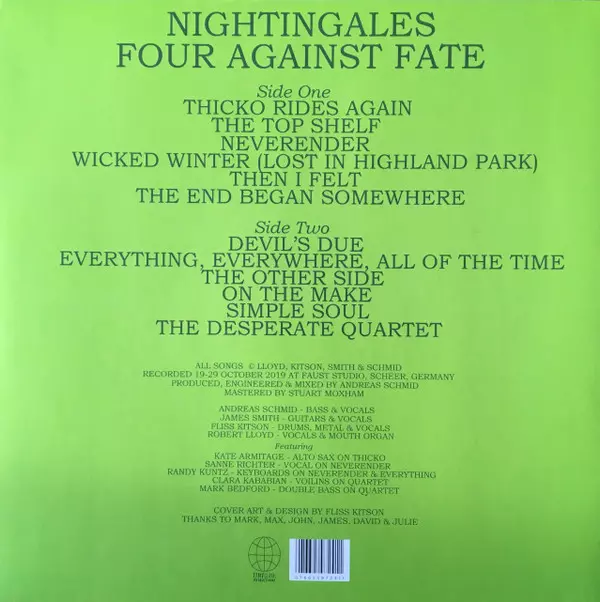 NIGHTINGALES
FOUR AGAINST FATE
Side One
THICKO RIDES AGAIN
THE TOP SHELF
NEVERENDER
WICKED WINTER (LOST IN HIGHLAND PARK)
THEN I FELT
THE END BEGAN SOMEWHERE
Side Two
DEVIL'S DUE
EVERYTHING, EVERYWHERE, ALL OF THE TIME
THE OTHER SIDE
ON THE MAKE
SIMPLE SOUL
THE DESPERATE QUARTET
ALL SONGS © LLOYD, KITSON, SMITH & SCHMID
RECORDED 19-29 OCTOBER 2019 AT FAUST STUDIO, SCHEER, GERMANY
PRODUCED, ENGINEERED & MIXED BY ANDREAS SCHMID
MASTERED BY STUART MOXHAM
ANDREAS SCHMID - BASS & VOCALS
JAMES SMITH - GUITARS & VOCALS
FLISS KITSON - DRUMS, METAL & VOCALS
ROBERT LLOYD - VOCALS & MOUTH ORGAN
Featuring
KATE ARMITAGE - ALTO SAX ON THICKO
SANNE RICHTER - VOCAL ON NEVERENDER
RANDY KUNTZ - KEYBOARDS ON NEVERENDER & EVERYTHING
CLARA KABABIAN - VOILINS ON QUARTET
MARK BEDFORD - DOUBLE BASS ON QUARTET
COVER ART & DESIGN BY FLISS KITSON
THANKS TO MARK, MAX, JOHN, JAMES, DAVID & JULIE